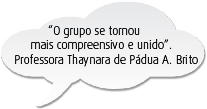 “O grupo se tornou
mais compreensivo e unido”.
Professora Thaynara de Pádua A. Brito